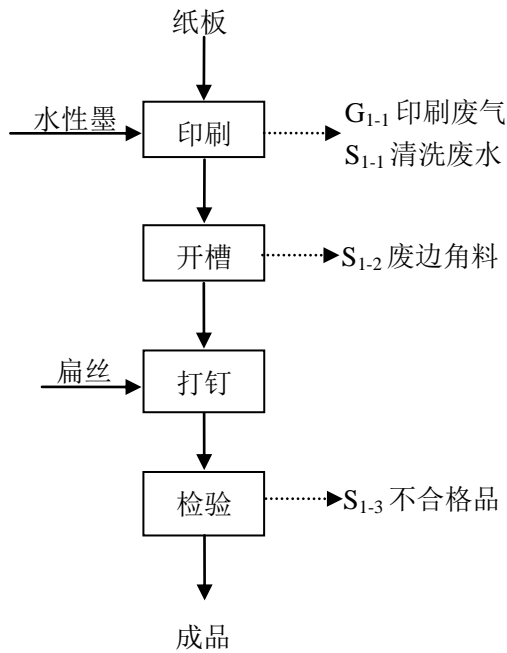 纸板
水性墨
印刷
G1-1 印刷废气
S1-1 清洗废水
开槽
S1-2 废边角料
扁丝
打钉
检验
S1-3 不合格品
成品